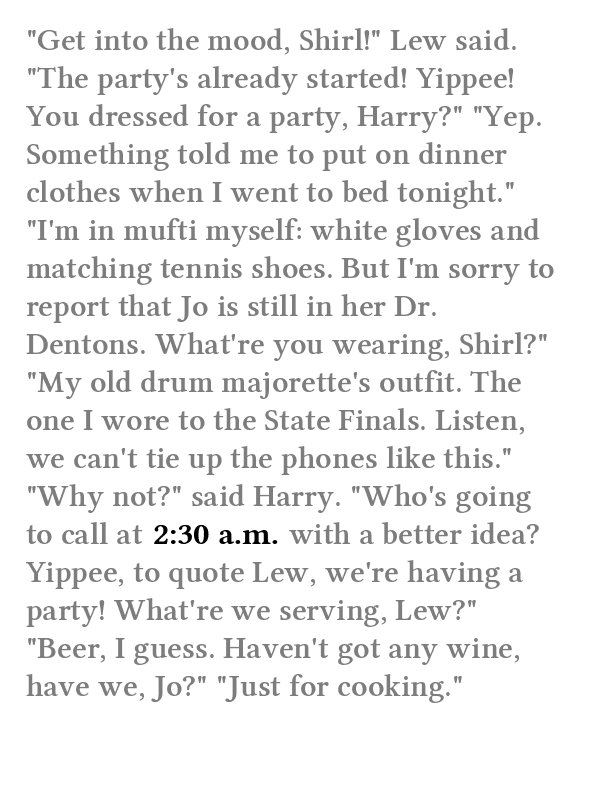 "Get into the mood, Shirl!" Lew said.
"The party's already started! Yippee!
You dressed for a party, Harry?" "Yep.
Something told me to put on dinner
clothes when I went to bed tonight."
"I'm in mufti myself: white gloves and
matching tennis shoes. But I'm sorry to
report that Jo is still in her Dr.
Dentons. What're you wearing, Shirl?"
"My old drum majorette's outfit. The
one I wore to the State Finals. Listen,
we can't tie up the phones like this."
"Why not?" said Harry. "Who's going
to call at 2:30 a.m. with a better idea?
Yippee, to quote Lew, we're having a
party! What're we serving, Lew?"
"Beer, I guess. Haven't got any wine,
have we, Jo?" "Just for cooking."